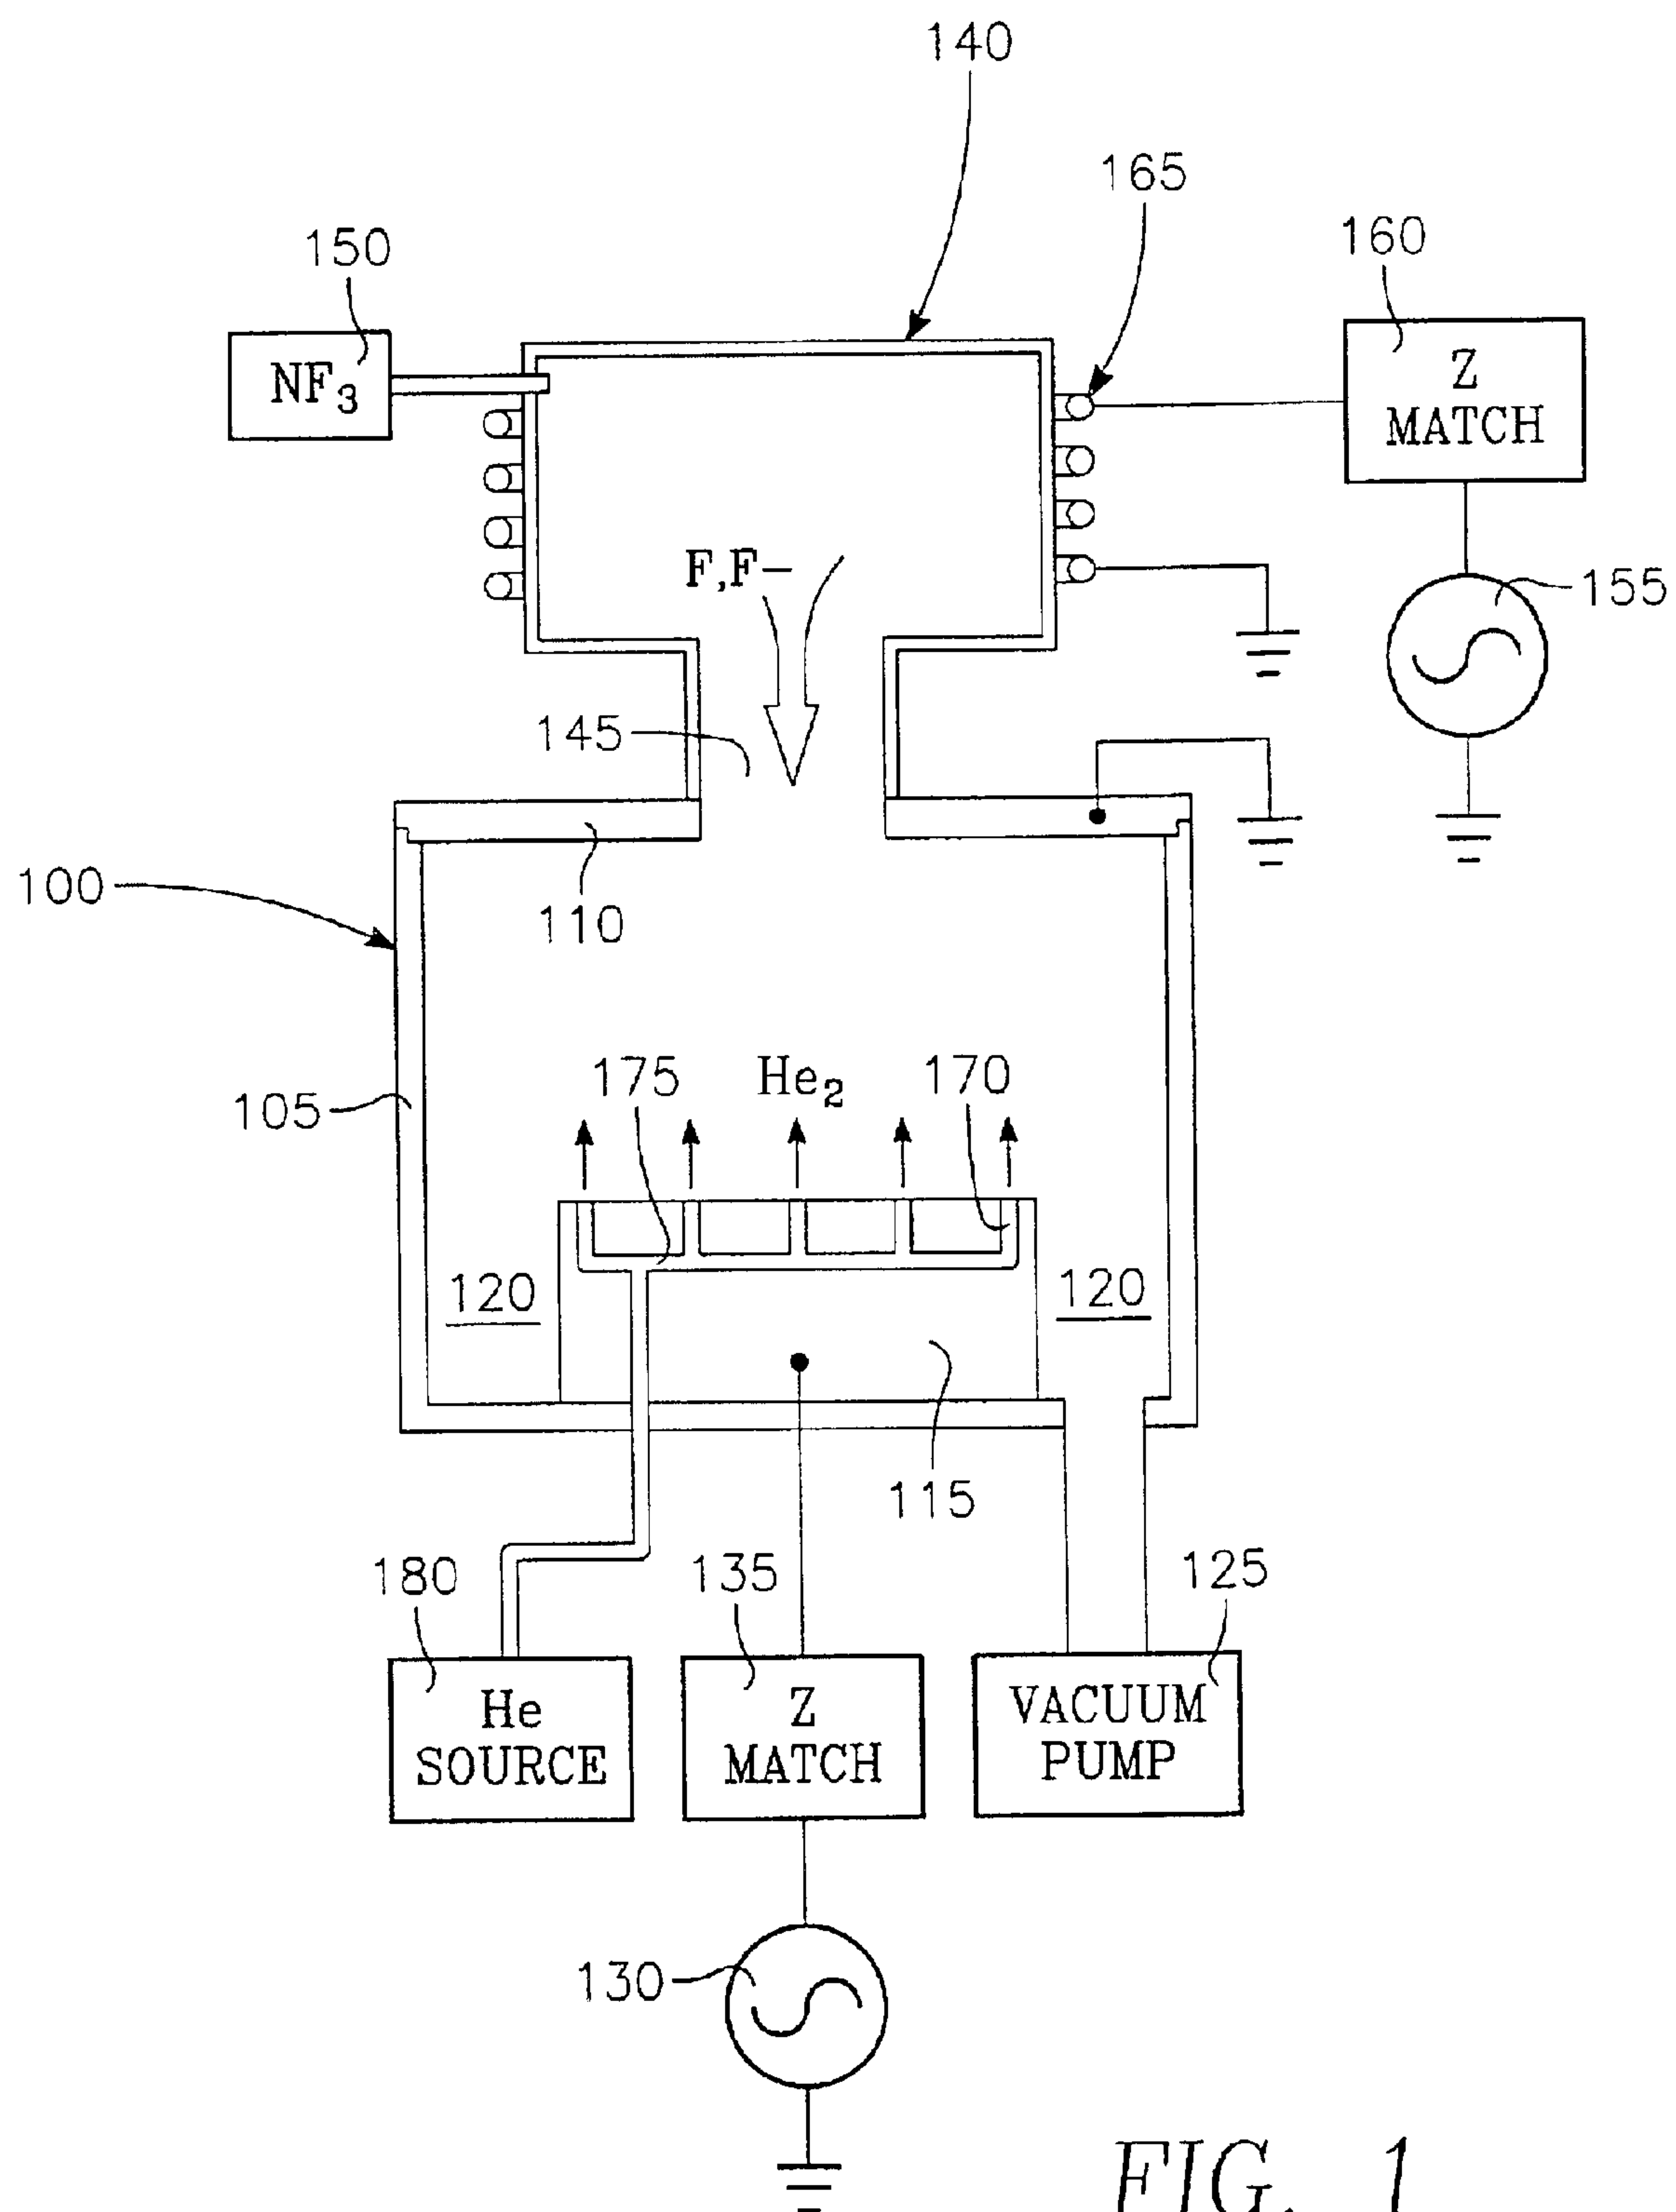 140
165
150
160
NF₃
Z
MATCH
F,F−
155
145
100
110
175
He₂
170
105
120
120
115
180
135
125
He
SOURCE
Z
MATCH
VACUUM
PUMP
130
FIG. 1